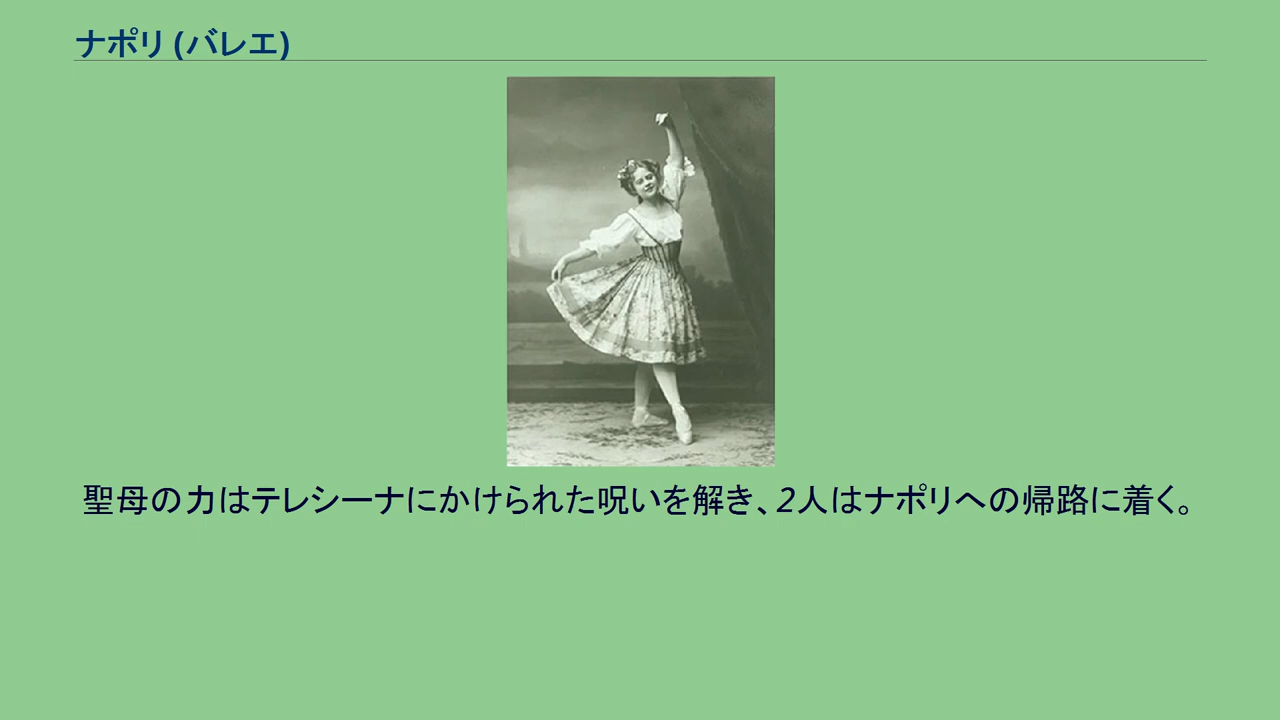 ナポリ (バレエ)
聖母の力はテレシーナにかけられた呪いを解き、2人はナポリへの帰路に着く。